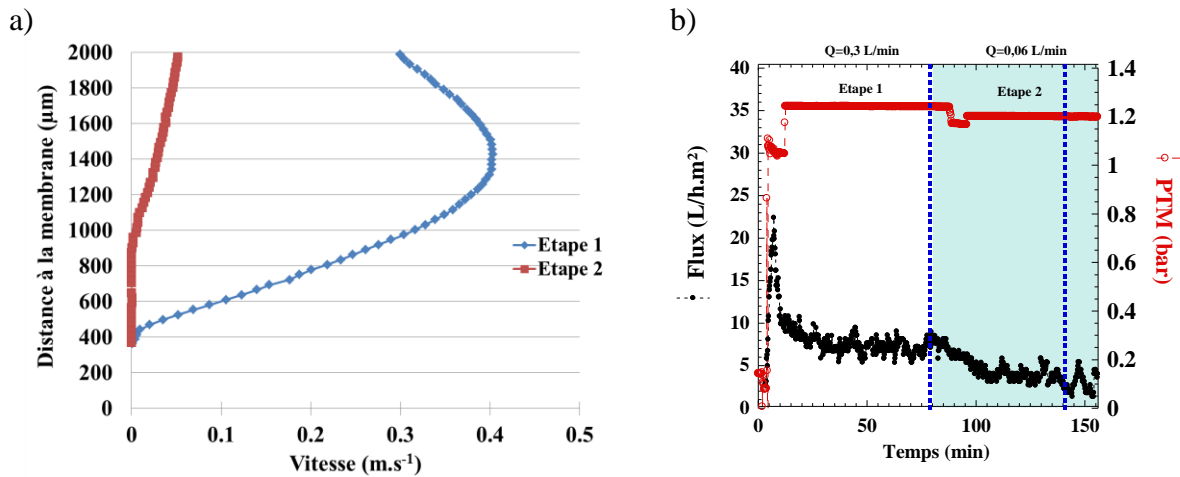 a)
Distance à la membrane (µm)
2000
1800
1600
1400
1200
1000
800
600
400
200
0
Etape 1
Etape 2
0
0.1
0.2
0.3
0.4
0.5
Vitesse (m.s-1)
b)
Q=0,3 L/min
Q=0,06 L/min
Etape 1
Etape 2
Flux (L/h.m²)
40
35
30
25
20
15
10
5
0
1.4
1.2
1
0.8
0.6
0.4
0.2
0
PTM (bar)
0
50
100
150
Temps (min)